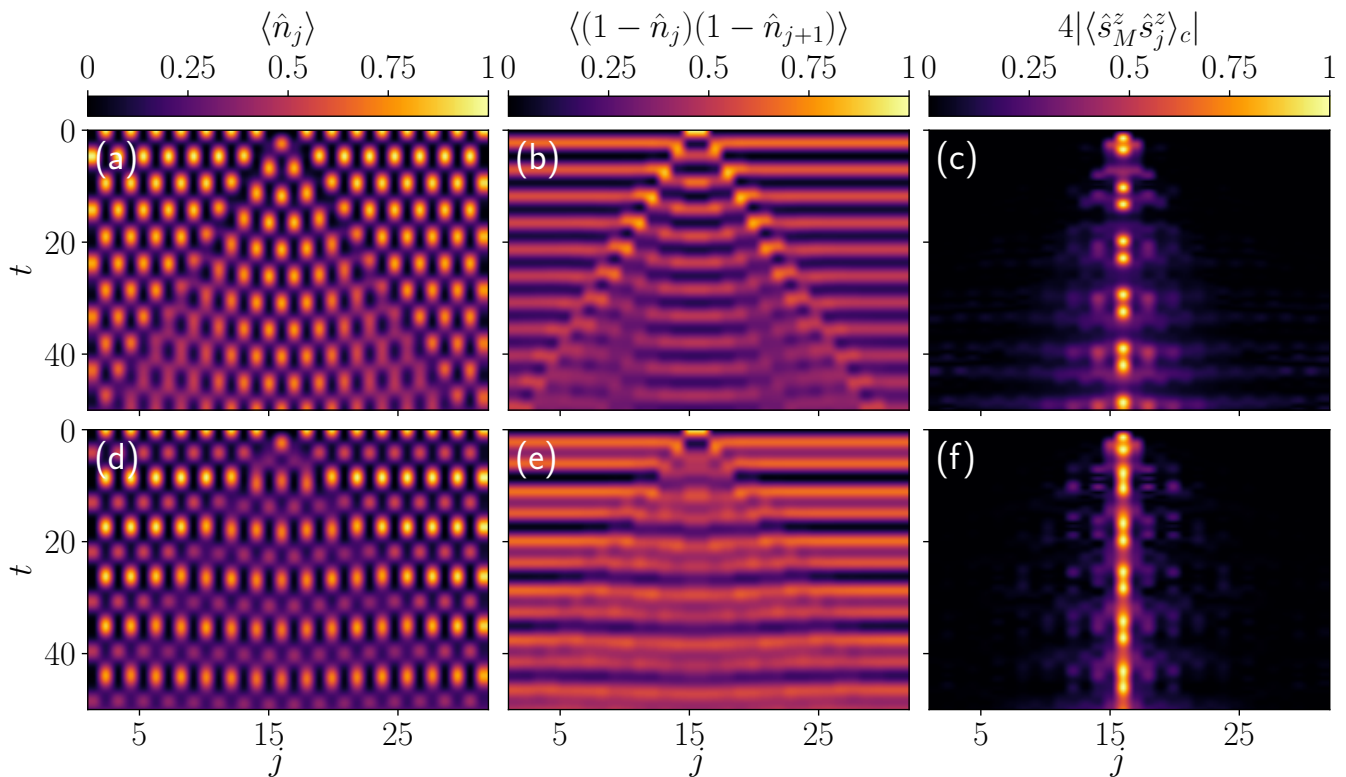 ⟨n̂_j⟩ ⟨(1 − n̂_j)(1 − n̂_{j+1})⟩ 4|⟨ŝ^z_M ŝ^z_j⟩_c|
0 0.25 0.5 0.75 1 0 0.25 0.5 0.75 1 0 0.25 0.5 0.75 1
0
(a) (b) (c)
20
t
40
0
(d) (e) (f)
20
t
40
5 15 25 5 15 25 5 15 25
j j j